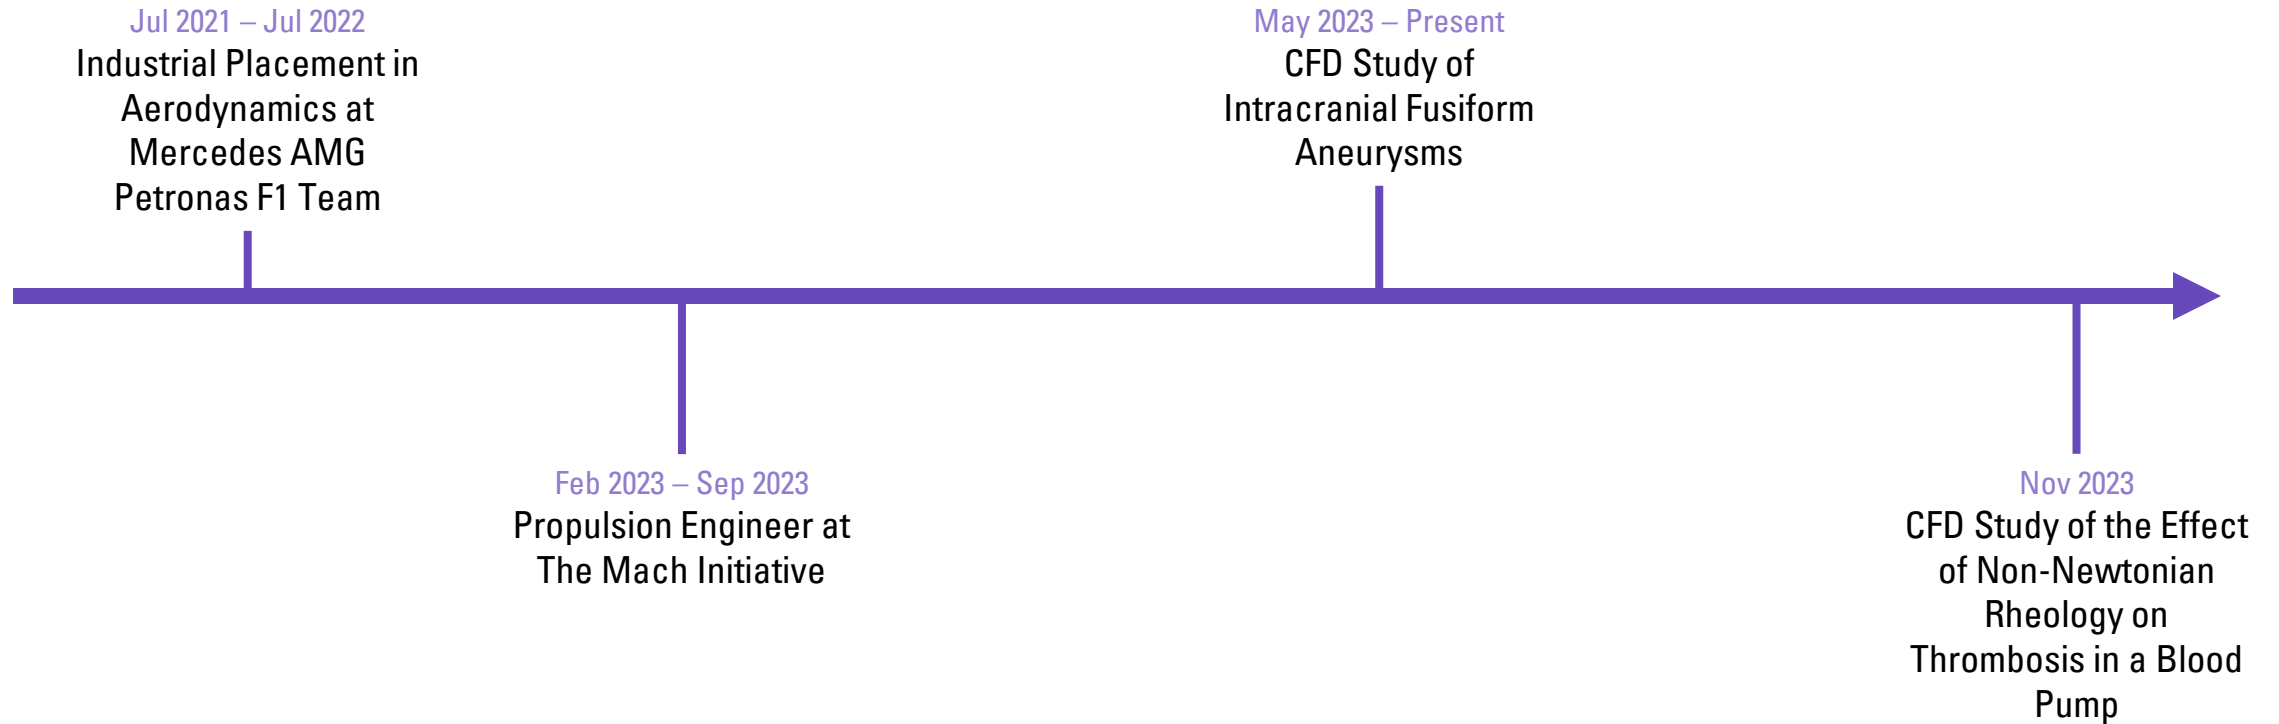 Jul 2021 – Jul 2022
Industrial Placement in
Aerodynamics at
Mercedes AMG
Petronas F1 Team
Feb 2023 – Sep 2023
Propulsion Engineer at
The Mach Initiative
May 2023 – Present
CFD Study of
Intracranial Fusiform
Aneurysms
Nov 2023
CFD Study of the Effect
of Non-Newtonian
Rheology on
Thrombosis in a Blood
Pump